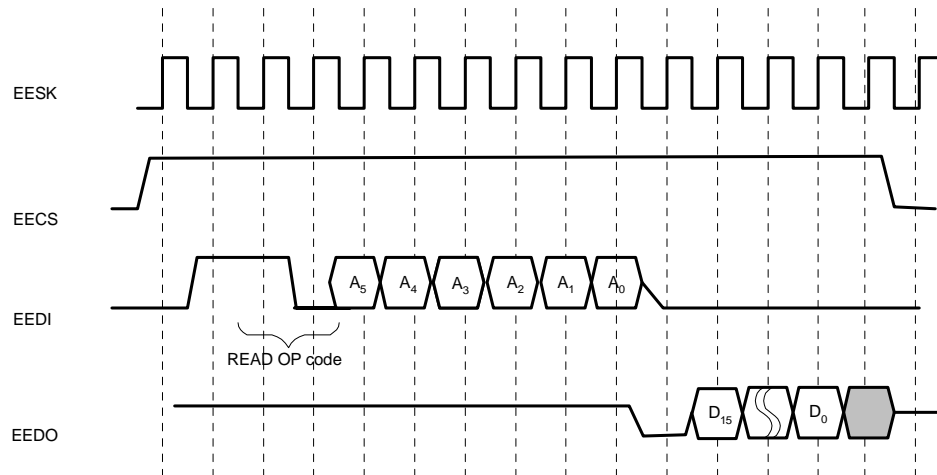 EESK
EECS
EEDI
A₅ A₄ A₃ A₂ A₁ A₀
READ OP code
EEDO
D₁₅ D₀